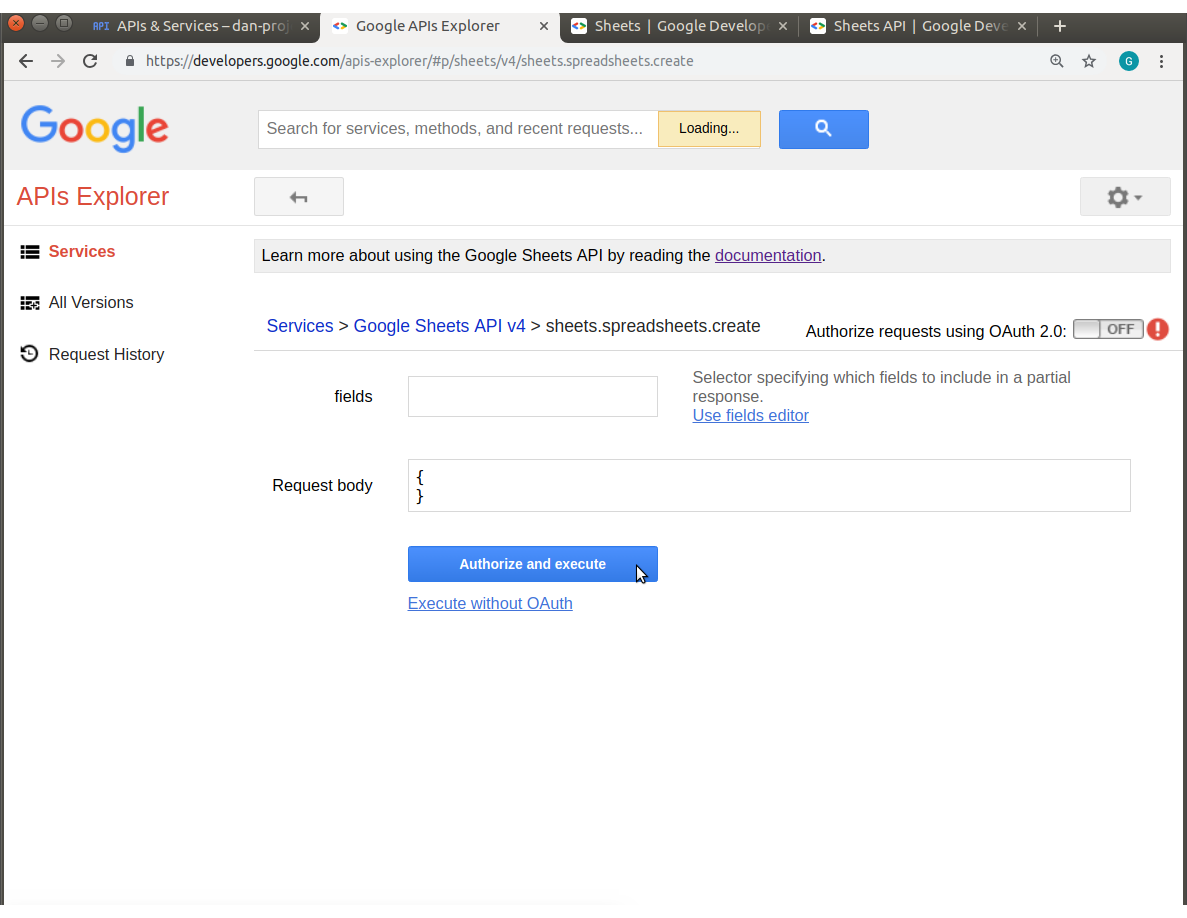 API APIs & Services – dan-proj
Google APIs Explorer
Sheets | Google Develop
Sheets API | Google Deve
https://developers.google.com/apis-explorer/#p/sheets/v4/sheets.spreadsheets.create
G
Google
Search for services, methods, and recent requests...
Loading...
APIs Explorer
Services
Learn more about using the Google Sheets API by reading the documentation.
All Versions
Services > Google Sheets API v4 > sheets.spreadsheets.create
Authorize requests using OAuth 2.0:
OFF
Request History
fields
Selector specifying which fields to include in a partial
response.
Use fields editor
Request body
{
}
Authorize and execute
Execute without OAuth